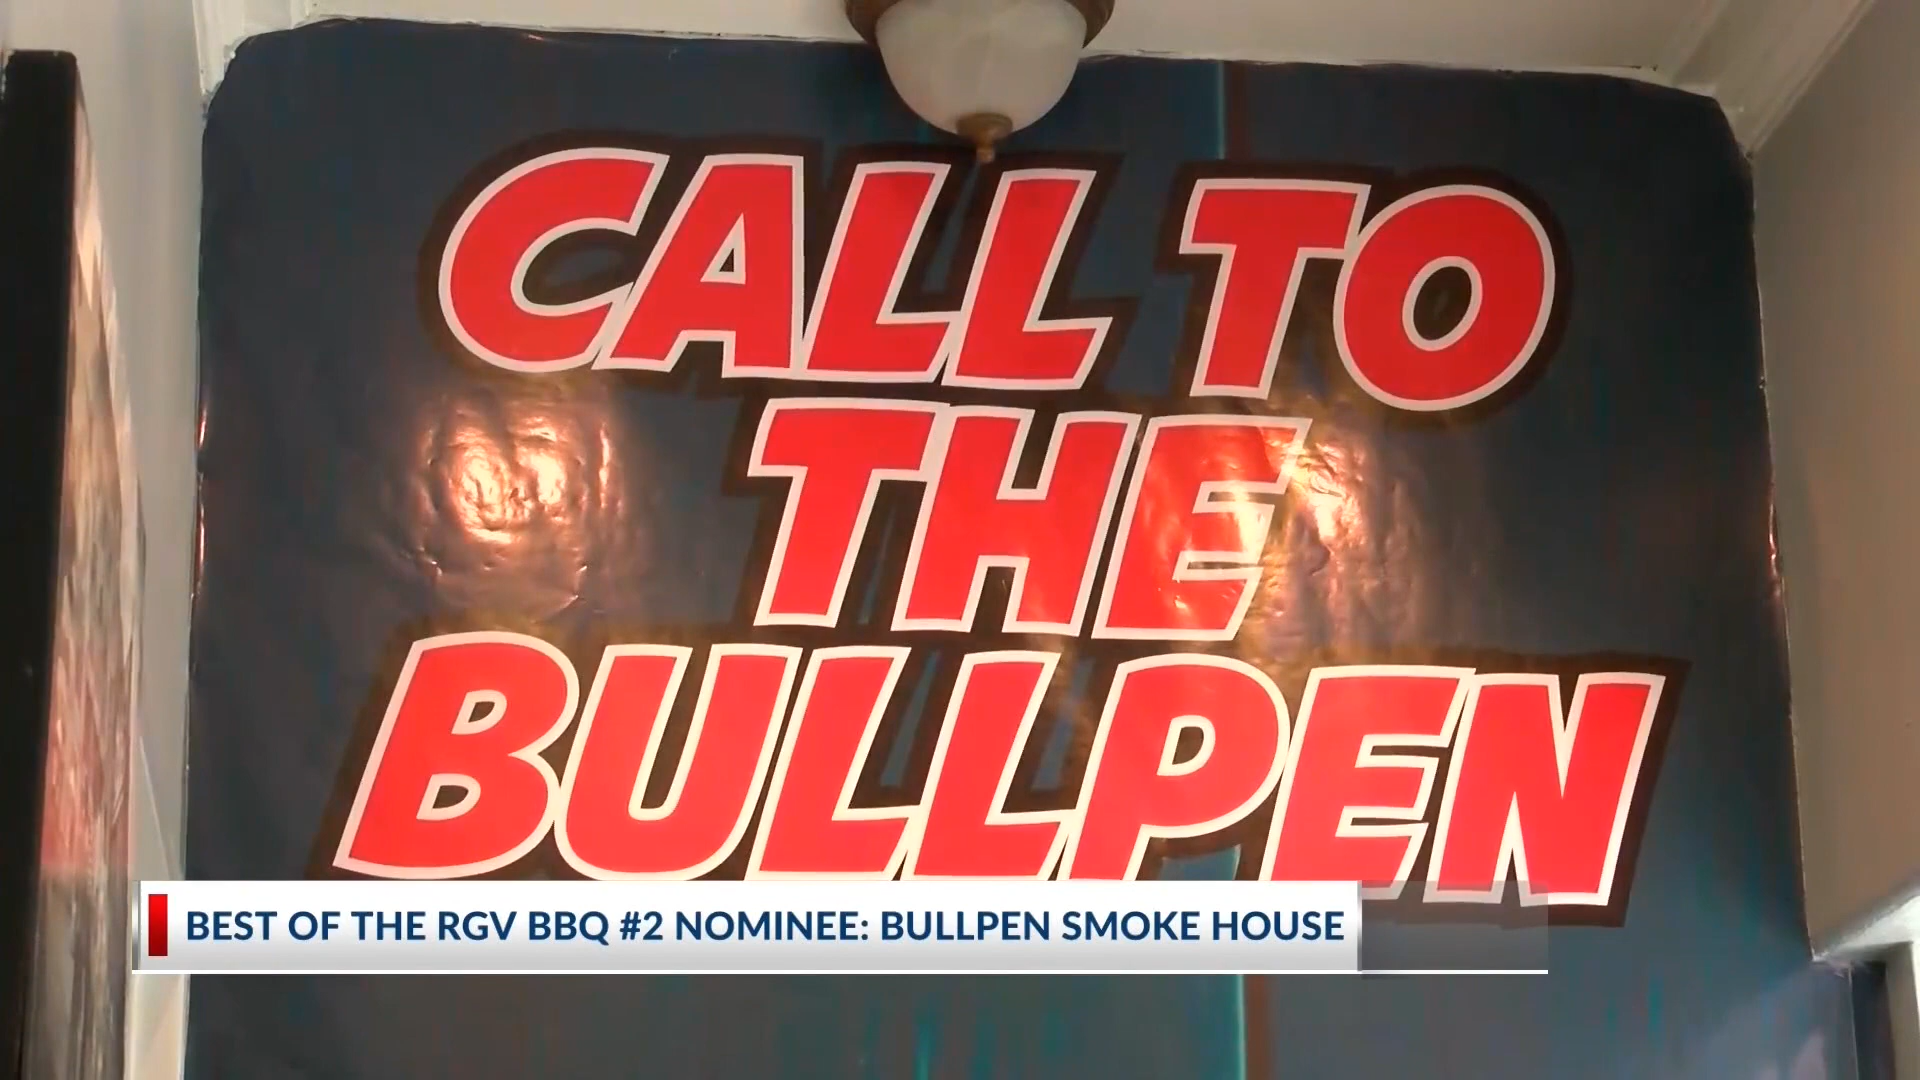 CALL TO
THE
BULLPEN
BEST OF THE RGV BBQ #2 NOMINEE: BULLPEN SMOKE HOUSE